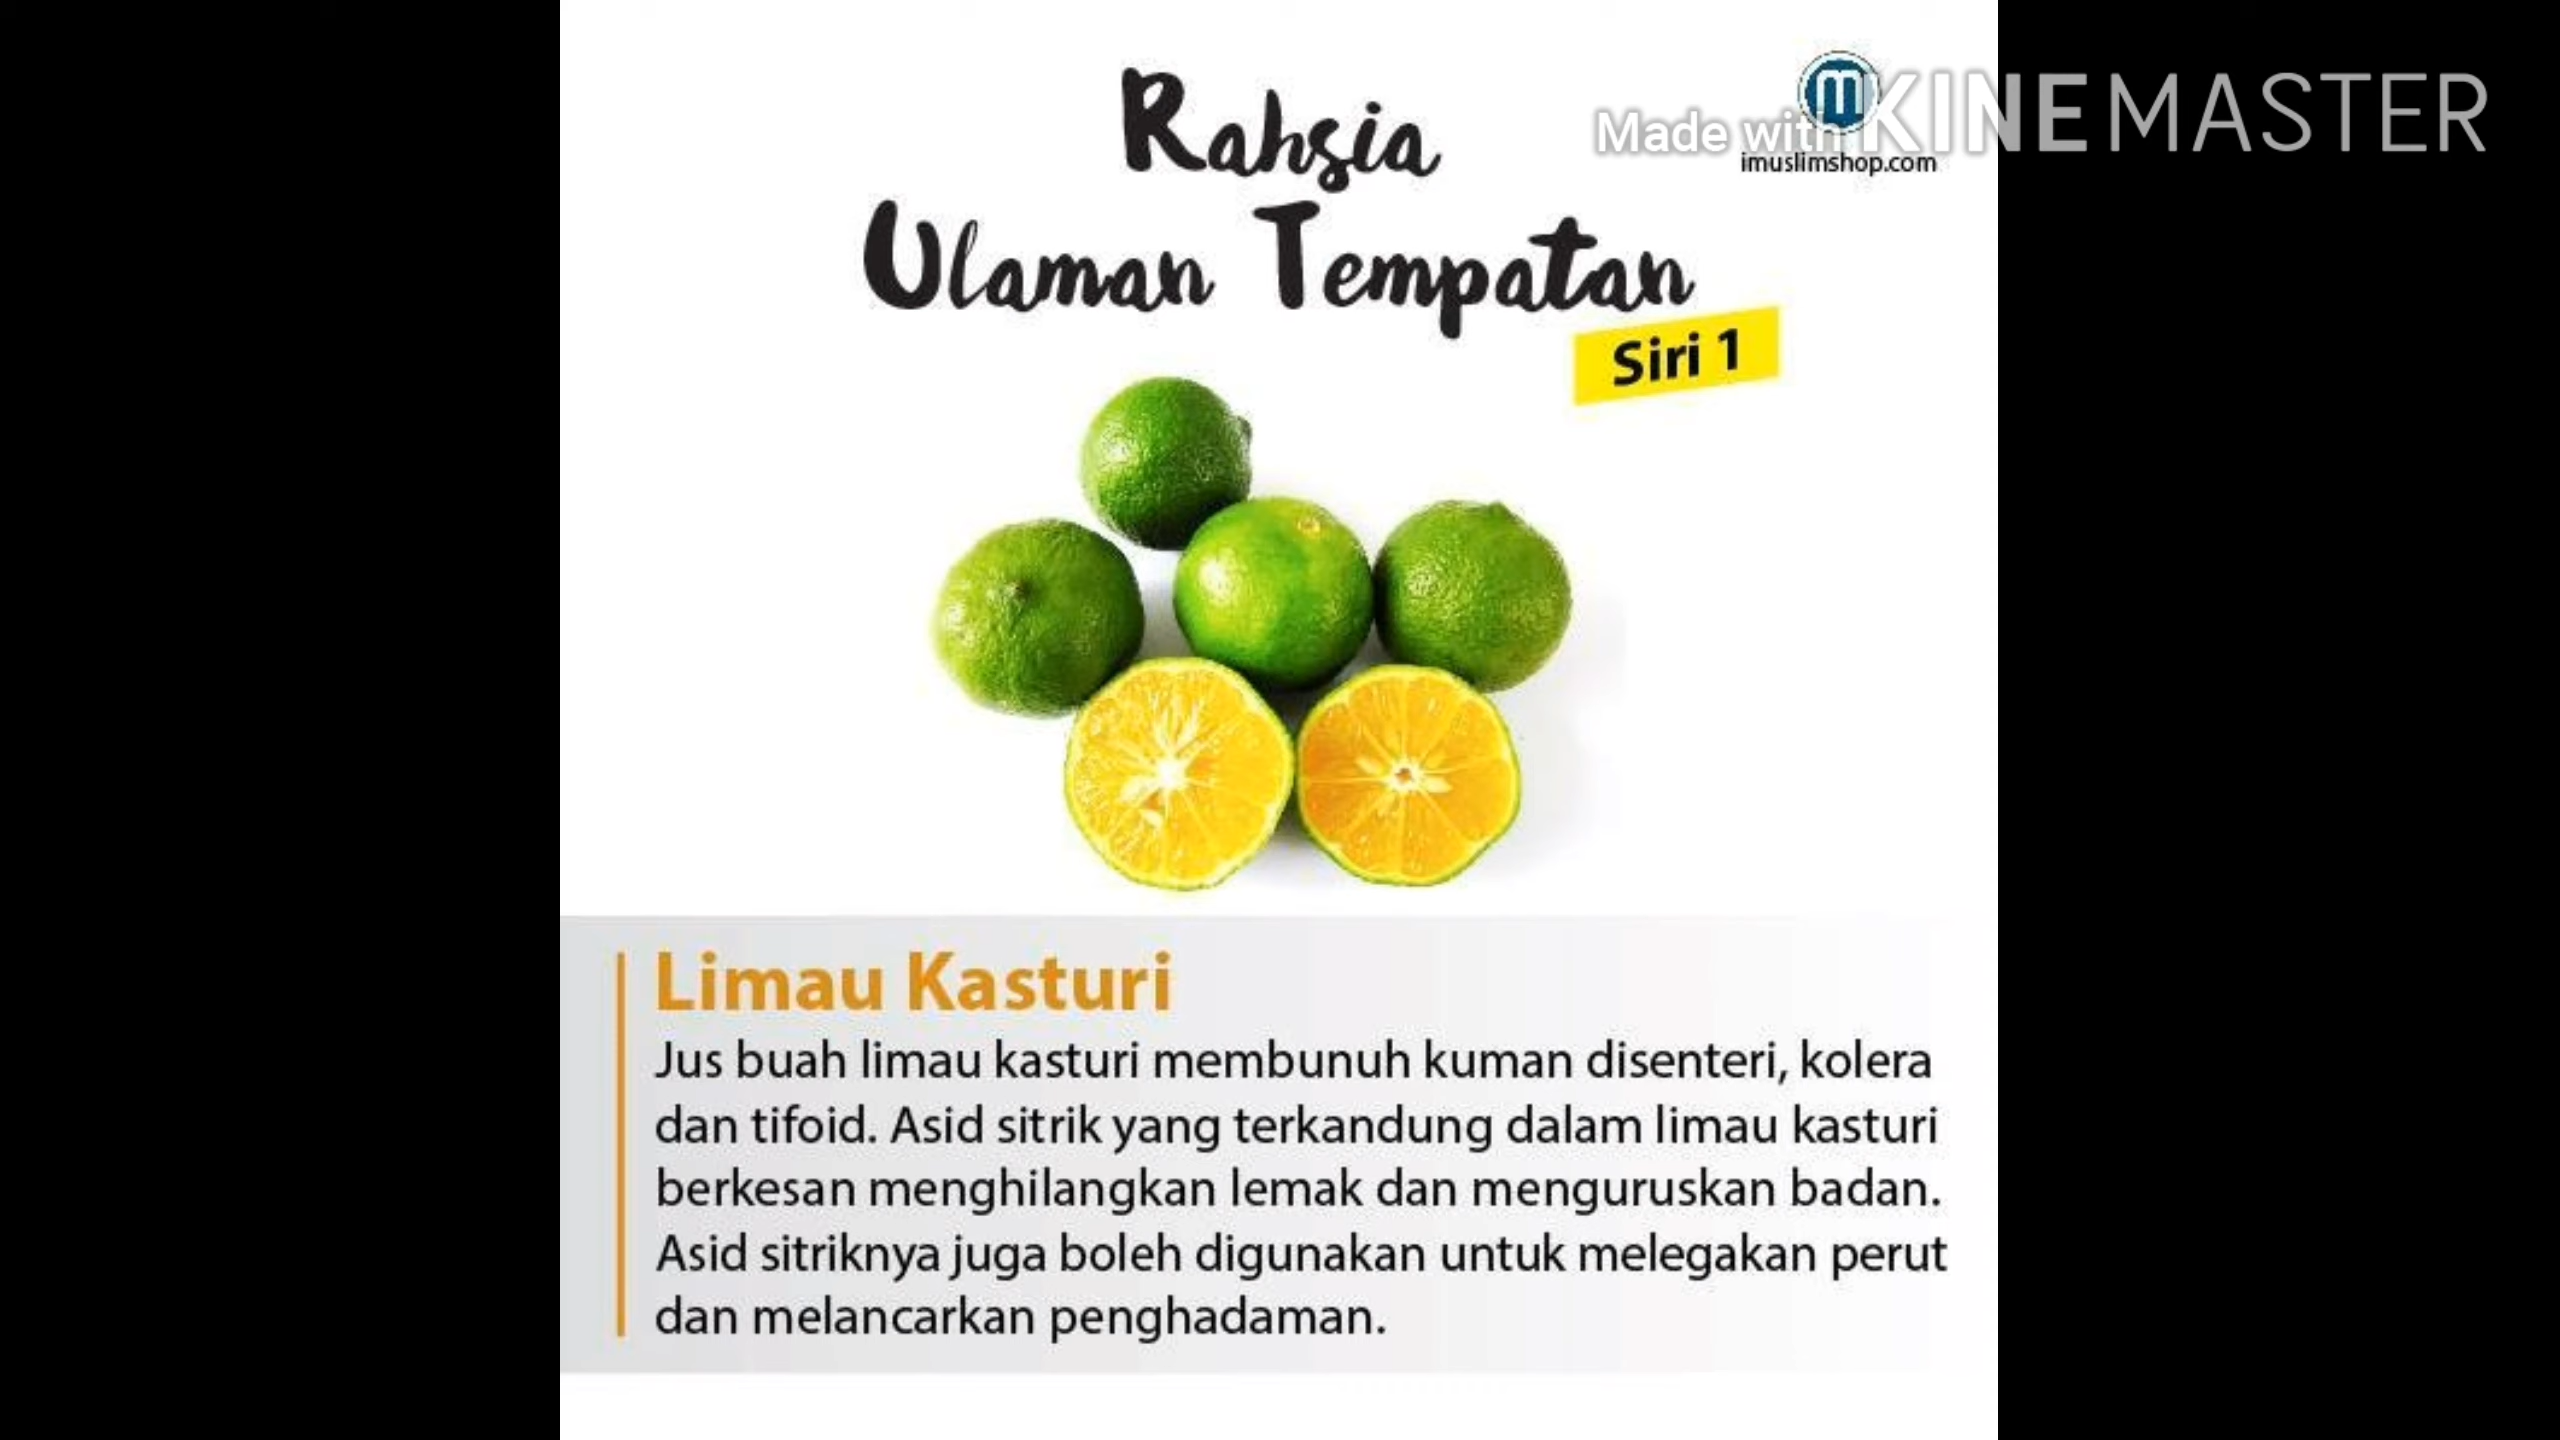 Rahsia
Ulaman Tempatan
Siri 1
Made with KINEMASTER
imuslimshop.com
Limau Kasturi
Jus buah limau kasturi membunuh kuman disenteri, kolera
dan tifoid. Asid sitrik yang terkandung dalam limau kasturi
berkesan menghilangkan lemak dan menguruskan badan.
Asid sitriknya juga boleh digunakan untuk melegakan perut
dan melancarkan penghadaman.